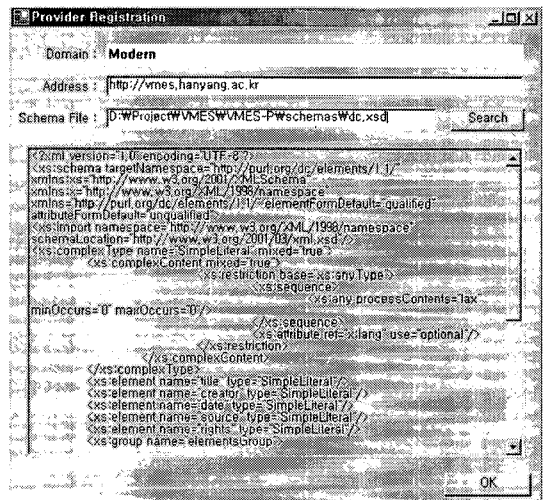 Provider Registration
Domain : Modern
Address : http://vmes.hanyang.ac.kr
Schema File : D:₩Project₩VMES₩VMES-P₩schemas₩dc.xsd Search
<?xml version="1.0" encoding="UTF-8"?>
<xs:schema targetNamespace="http://purl.org/dc/elements/1.1/"
xmlns:xs="http://www.w3.org/2001/XMLSchema"
xmlns:x="http://www.w3.org/XML/1998/namespace"
xmlns="http://purl.org/dc/elements/1.1/" elementFormDefault="qualified"
attributeFormDefault="unqualified">
<xs:import namespace="http://www.w3.org/XML/1998/namespace"
schemaLocation="http://www.w3.org/2001/03/xml.xsd"/>
<xs:complexType name="SimpleLiteral" mixed="true">
<xs:complexContent mixed="true">
<xs:restriction base="xs:anyType">
<xs:sequence>
<xs:any processContents="lax"
minOccurs="0" maxOccurs="0"/>
</xs:sequence>
<xs:attribute ref="x:lang" use="optional"/>
</xs:restriction>
</xs:complexContent>
</xs:complexType>
<xs:element name="title" type="SimpleLiteral"/>
<xs:element name="creator" type="SimpleLiteral"/>
<xs:element name="date" type="SimpleLiteral"/>
<xs:element name="source" type="SimpleLiteral"/>
<xs:element name="rights" type="SimpleLiteral"/>
<xs:group name="elementsGroup">
OK